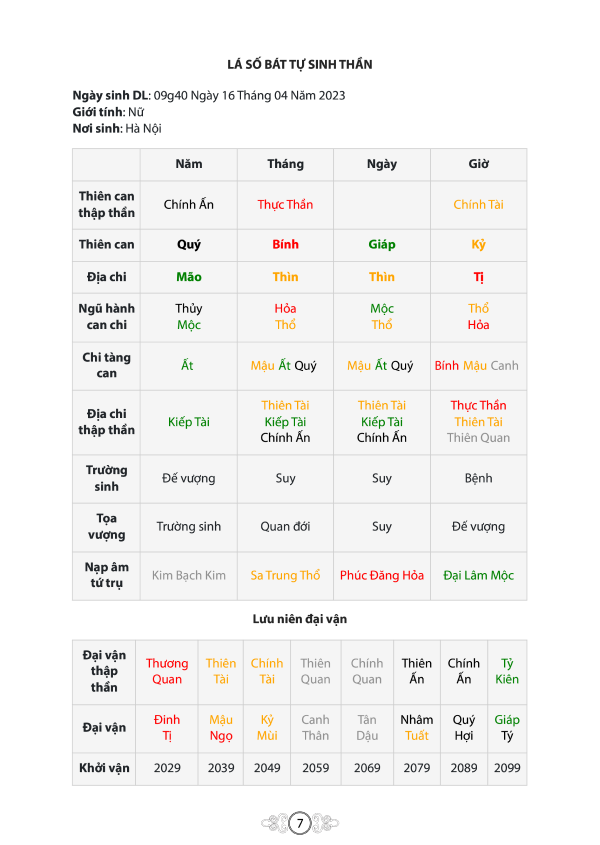 LÁ SỐ BÁT TỰ SINH THẦN
Ngày sinh DL: 09g40 Ngày 16 Tháng 04 Năm 2023
Giới tính: Nữ
Nơi sinh: Hà Nội
Năm Tháng Ngày Giờ
Thiên can thập thần Chính Ấn Thực Thần Chính Tài
Thiên can Quý Bính Giáp Kỷ
Địa chi Mão Thìn Thìn Tị
Ngũ hành can chi Thủy Mộc Hỏa Thổ Mộc Thổ Thổ Hỏa
Chi tàng can Ất Mậu Ất Quý Mậu Ất Quý Bính Mậu Canh
Địa chi thập thần Kiếp Tài Thiên Tài Kiếp Tài Chính Ấn Thiên Tài Kiếp Tài Chính Ấn Thực Thần Thiên Tài Thiên Quan
Trường sinh Đế vượng Suy Suy Bệnh
Tọa vượng Trường sinh Quan đới Suy Đế vượng
Nạp âm tứ trụ Kim Bạch Kim Sa Trung Thổ Phúc Đăng Hỏa Đại Lâm Mộc
Lưu niên đại vận
Đại vận thập thần Thương Quan Thiên Tài Chính Tài Thiên Quan Chính Quan Thiên Ấn Chính Ấn Tỷ Kiên
Đại vận Đinh Tị Mậu Ngọ Kỷ Mùi Canh Thân Tân Dậu Nhâm Tuất Quý Hợi Giáp Tý
Khởi vận 2029 2039 2049 2059 2069 2079 2089 2099
7